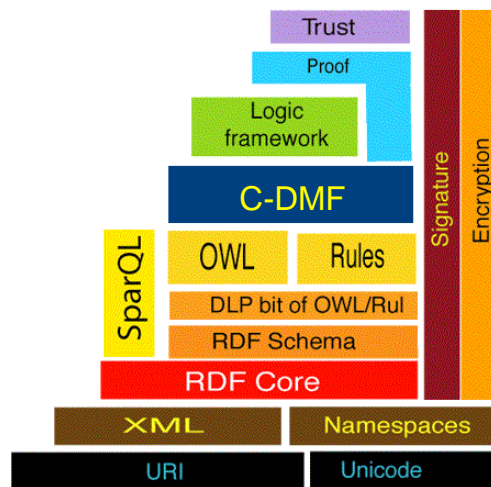 Trust
Proof
Logic
framework
C-DMF
SparQL
OWL
Rules
DLP bit of OWL/Rul
RDF Schema
RDF Core
XML
Namespaces
URI
Unicode
Signature
Encryption